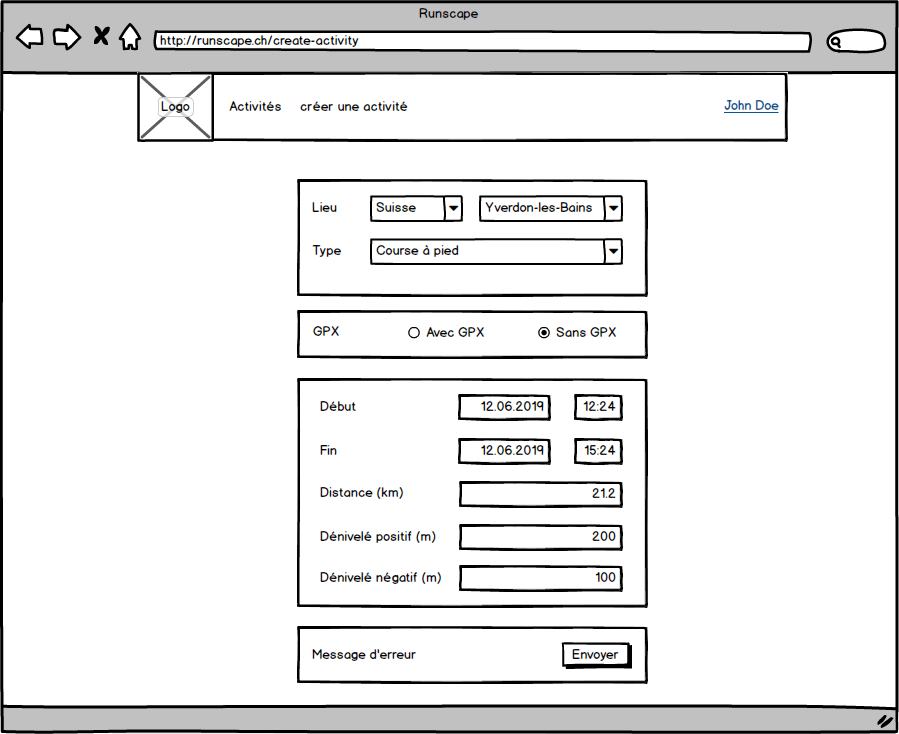 Runscape
http://runscape.ch/create-activity
Logo Activités créer une activité John Doe
Lieu Suisse Yverdon-les-Bains
Type Course à pied
GPX Avec GPX Sans GPX
Début 12.06.2019 12:24
Fin 12.06.2019 15:24
Distance (km) 21.2
Dénivelé positif (m) 200
Dénivelé négatif (m) 100
Message d'erreur Envoyer